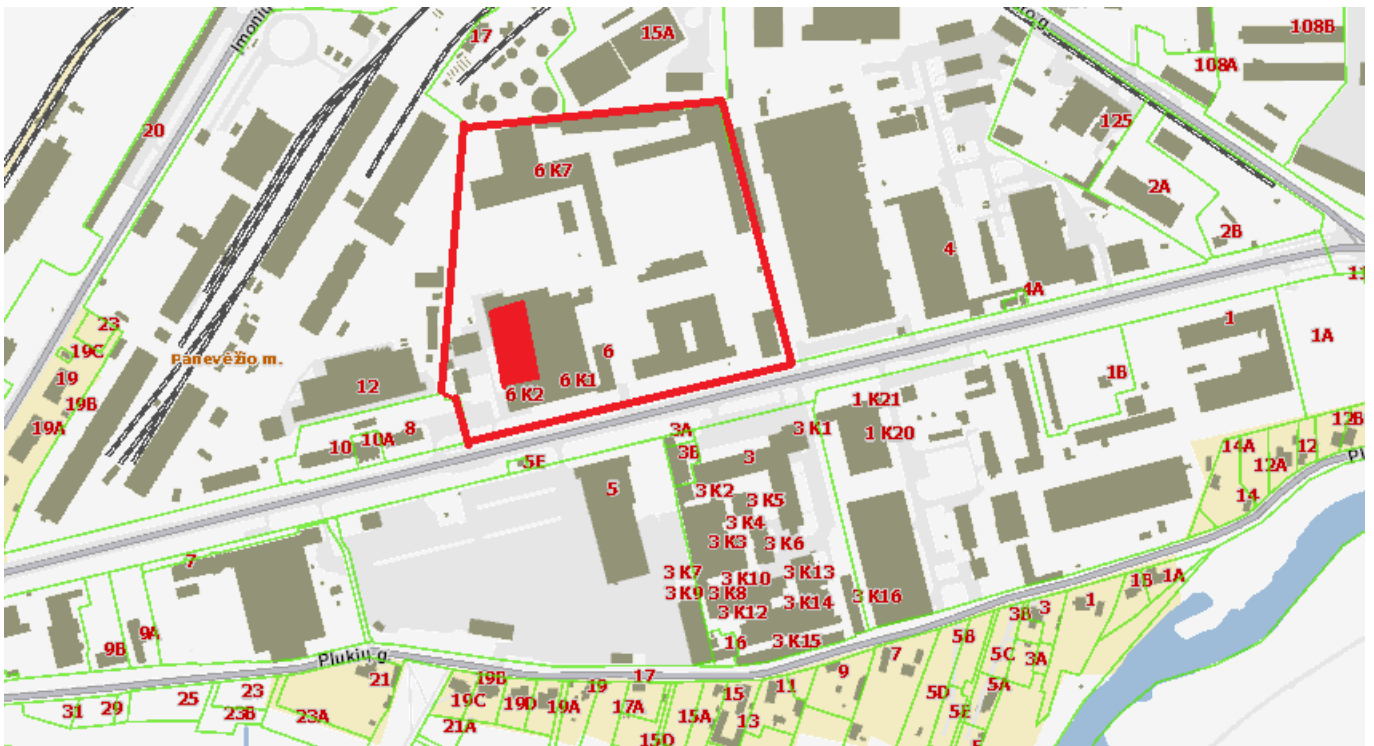 17
15A
108B
Įmonių
ro g.
108A
20
125
6 K7
2A
2B
4
4A
11
23
1
19C
Panevėžio m.
6
1A
19
12
6 K1
1B
19B
6 K2
1 K21
12B
19A
8
3A
3 K1
1 K20
10A
14A
12
10
3B
3
12A
Pl
5F
5
3 K2
14
3 K5
3 K4
3 K3
3 K6
7
3 K7
3 K10
3 K13
1B
1A
3 K9
3 K8
3 K14
3 K16
3B
3
1
3 K12
9A
16
3 K15
5B
9B
Plukių g.
7
5C
3A
21
19B
17
9
23
19C
19D
19A
19
15
11
5D
5A
31
29
25
23B
23A
21A
17A
15A
13
5E
15D